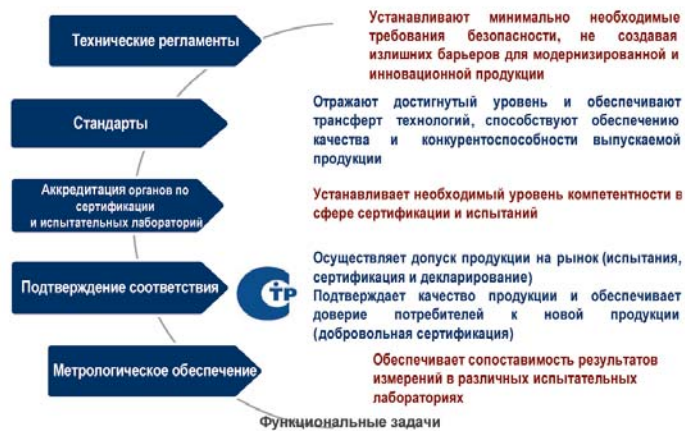 Технические регламенты
Устанавливают минимально необходимые
требования безопасности, не создавая
излишних барьеров для модернизированной и
инновационной продукции
Стандарты
Отражают достигнутый уровень и обеспечивают
трансферт технологий, способствуют обеспечению
качества и конкурентоспособности выпускаемой
продукции
Аккредитация органов по
сертификации
и испытательных лабораторий
Устанавливает необходимый уровень компетентности в
сфере сертификации и испытаний
Подтверждение соответствия
СТР
Осуществляет допуск продукции на рынок (испытания,
сертификация и декларирование)
Подтверждает качество продукции и обеспечивает
доверие потребителей к новой продукции
(добровольная сертификация)
Метрологическое обеспечение
Обеспечивает сопоставимость результатов
измерений в различных испытательных
лабораториях
Функциональные задачи